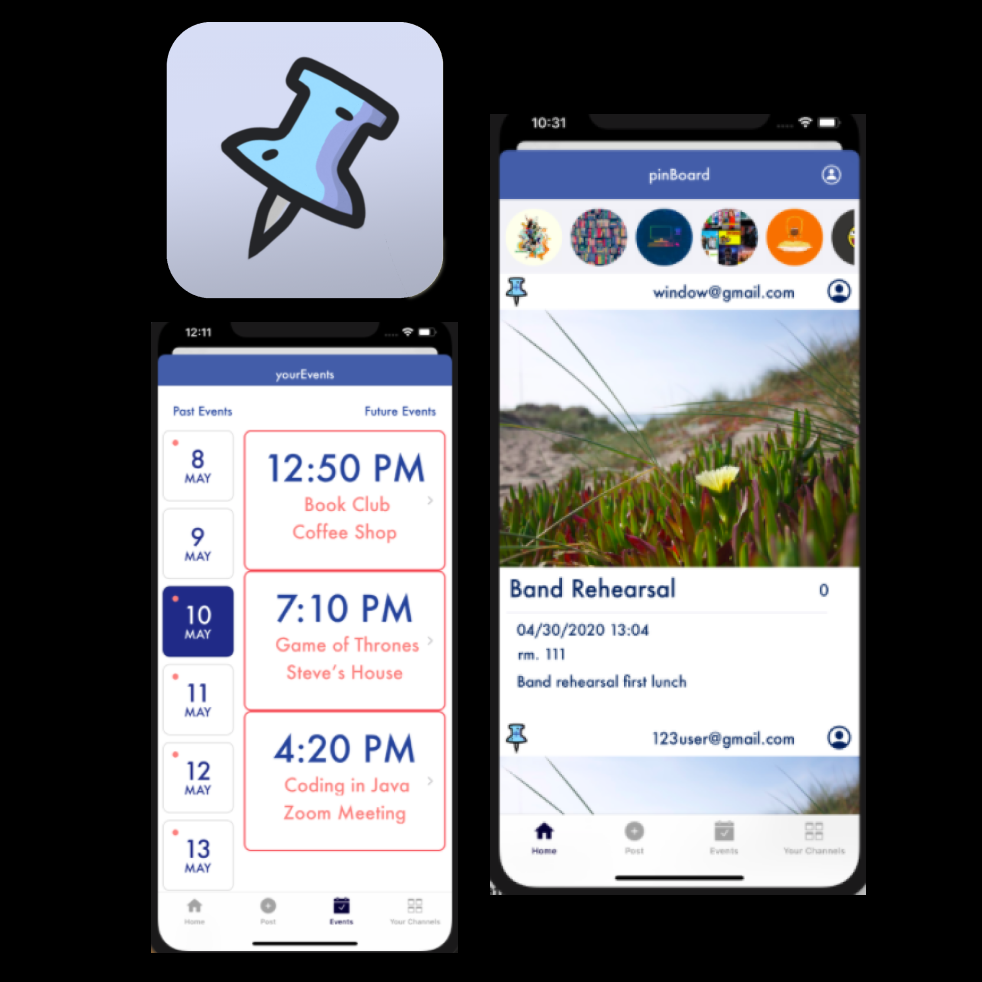 12:11
yourEvents
Past Events
Future Events
8
MAY
9
MAY
10
MAY
11
MAY
12
MAY
13
MAY
12:50 PM
Book Club
Coffee Shop
7:10 PM
Game of Thrones
Steve's House
4:20 PM
Coding in Java
Zoom Meeting
Home
Post
Events
Your Channels
10:31
pinBoard
window@gmail.com
Band Rehearsal
0
04/30/2020 13:04
rm. 111
Band rehearsal first lunch
123user@gmail.com
Home
Post
Events
Your Channels